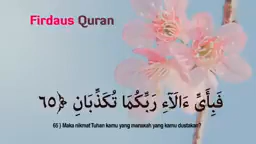 Firdaus Quran
فَبِأَىِّ ءَالَآءِ رَبِّكُمَا تُكَذِّبَانِ ﴿٦٥
65 ) Maka nikmat Tuhan kamu yang manakah yang kamu dustakan?